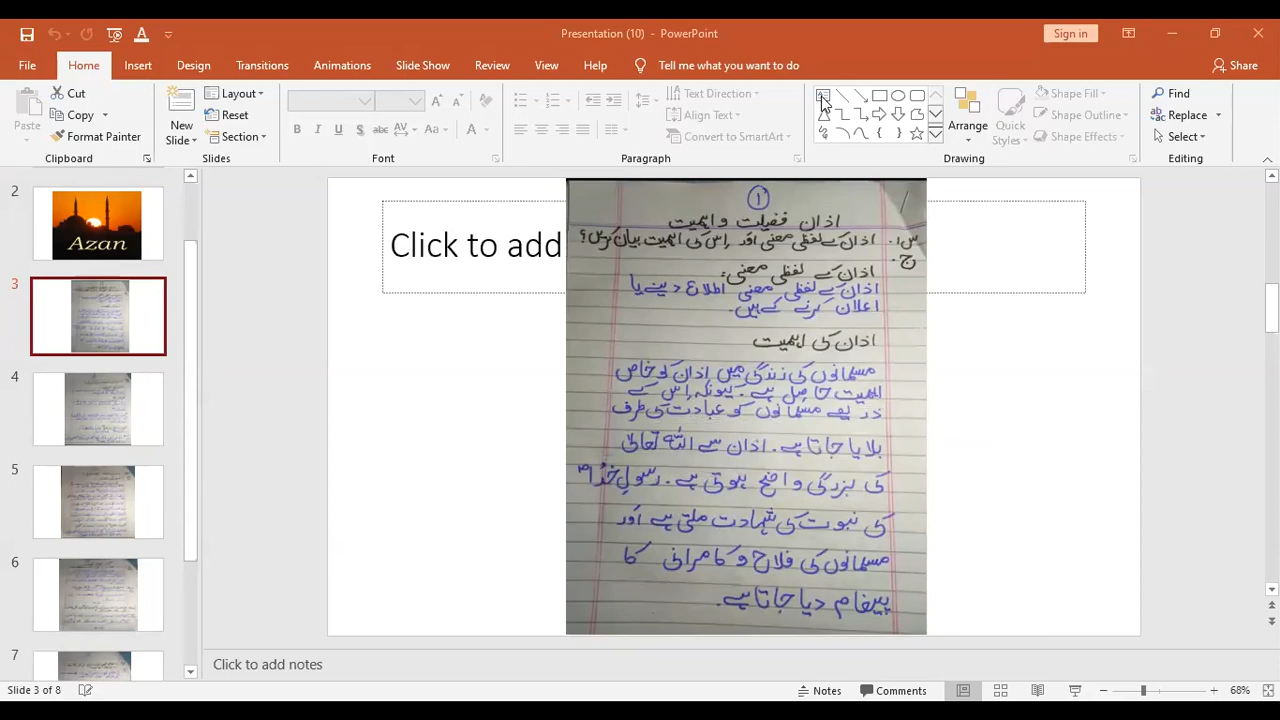 Presentation (10) - PowerPoint
Sign in
File
Home
Insert
Design
Transitions
Animations
Slide Show
Review
View
Help
Tell me what you want to do
Share
Paste
Cut
Copy
Format Painter
Clipboard
New Slide
Layout
Reset
Section
Slides
Font
Text Direction
Align Text
Convert to SmartArt
Paragraph
Arrange
Quick Styles
Shape Fill
Shape Outline
Shape Effects
Drawing
Find
Replace
Select
Editing
2
Azan
3
4
5
6
7
Click to add
۱
اذان فضیلت و اہمیت
س۱. اذان کے لفظی معنی اور اِس کی اہمیت بیان کریں؟
ج.
اذان کے لفظی معنی.
اذان کے لفظی معنی اطلاع دینے یا
اعلان کرنے کے ہیں.
اذان کی اہمیت
مسلمانوں کی زندگی میں اذان کو خاص
اہمیت حاصل ہے. کیونکہ اِس کے
ذریعے مسلمانوں کو عبادت کی طرف
بلایا جاتا ہے. اذان سے اللہ تعالیٰ
کی بزرگی واضح ہوتی ہے. رسولِ خُدا
کی نبوت کی شہادت ملتی ہے اور
مسلمانوں کی فلاح و کامرانی کا
پیغام دیا جاتا ہے.
Click to add notes
Slide 3 of 8
Notes
Comments
68%